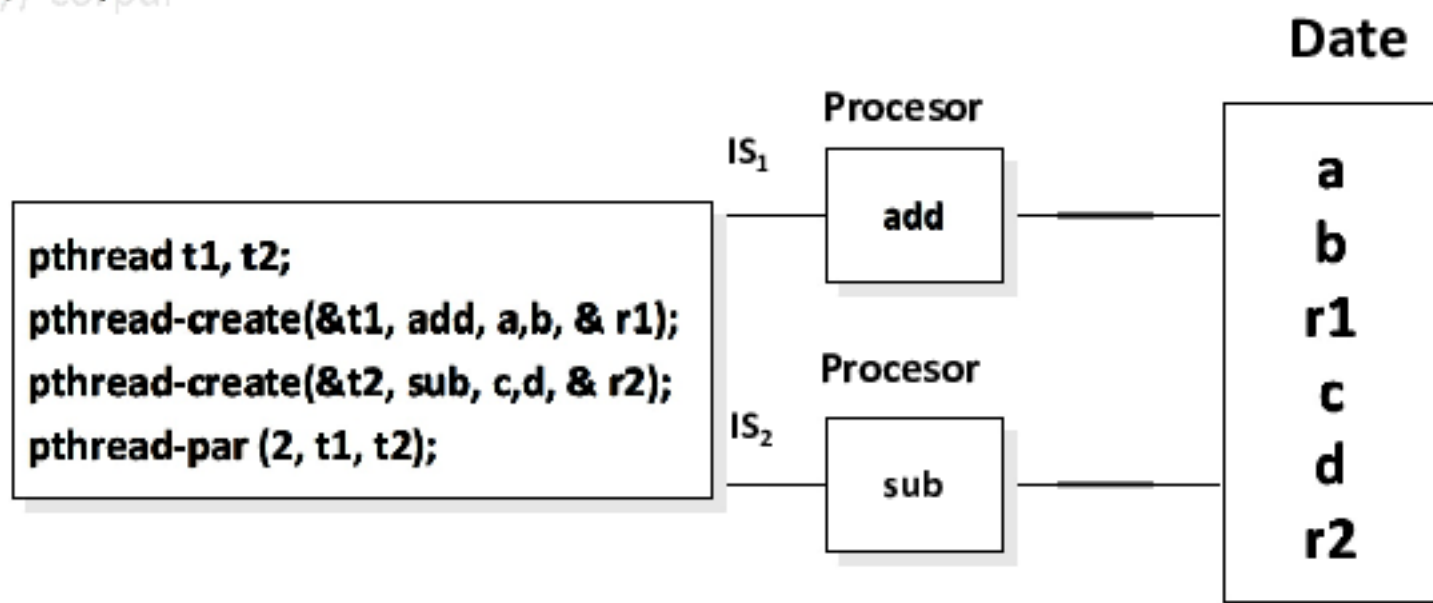 Date
Procesor
IS1
add
a
b
r1
c
d
r2
pthread t1, t2;
pthread-create(&t1, add, a,b, & r1);
pthread-create(&t2, sub, c,d, & r2);
pthread-par (2, t1, t2);
Procesor
IS2
sub